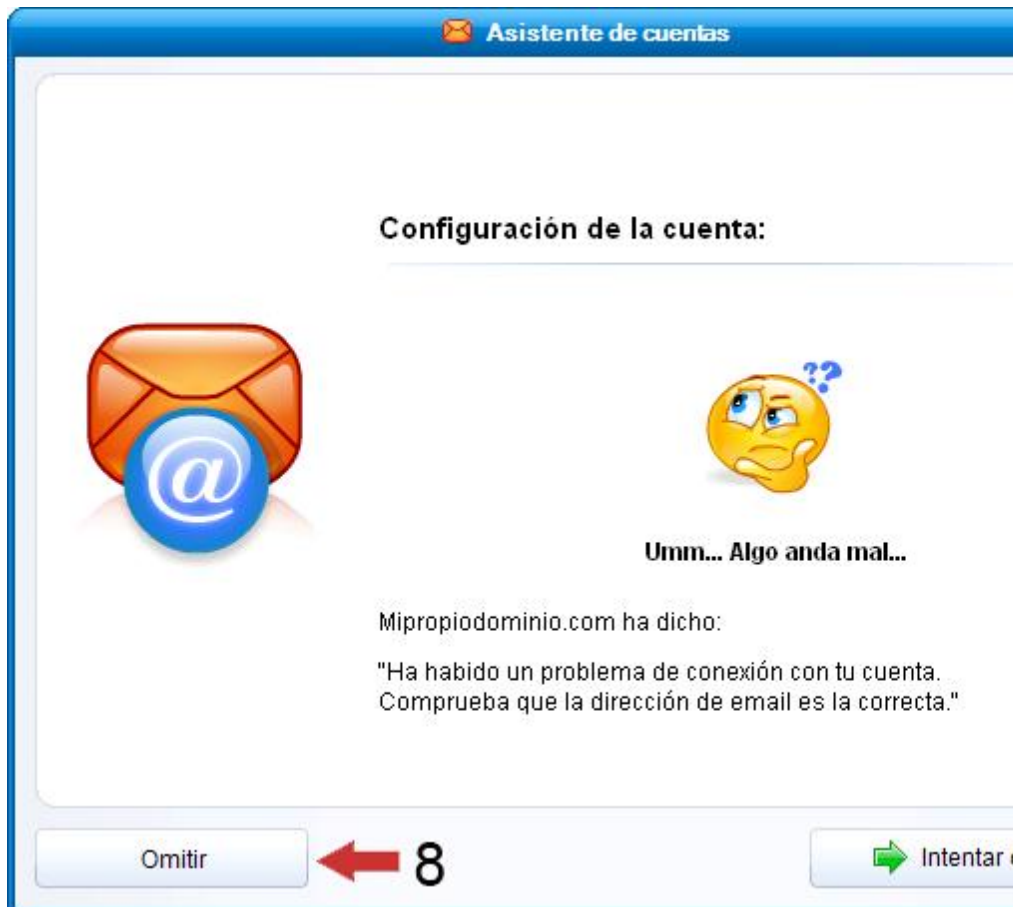 Asistente de cuentas
Configuración de la cuenta:
??
@
Umm... Algo anda mal...
Mipropiodominio.com ha dicho:
"Ha habido un problema de conexión con tu cuenta.
Comprueba que la dirección de email es la correcta."
Omitir
8
Intentar